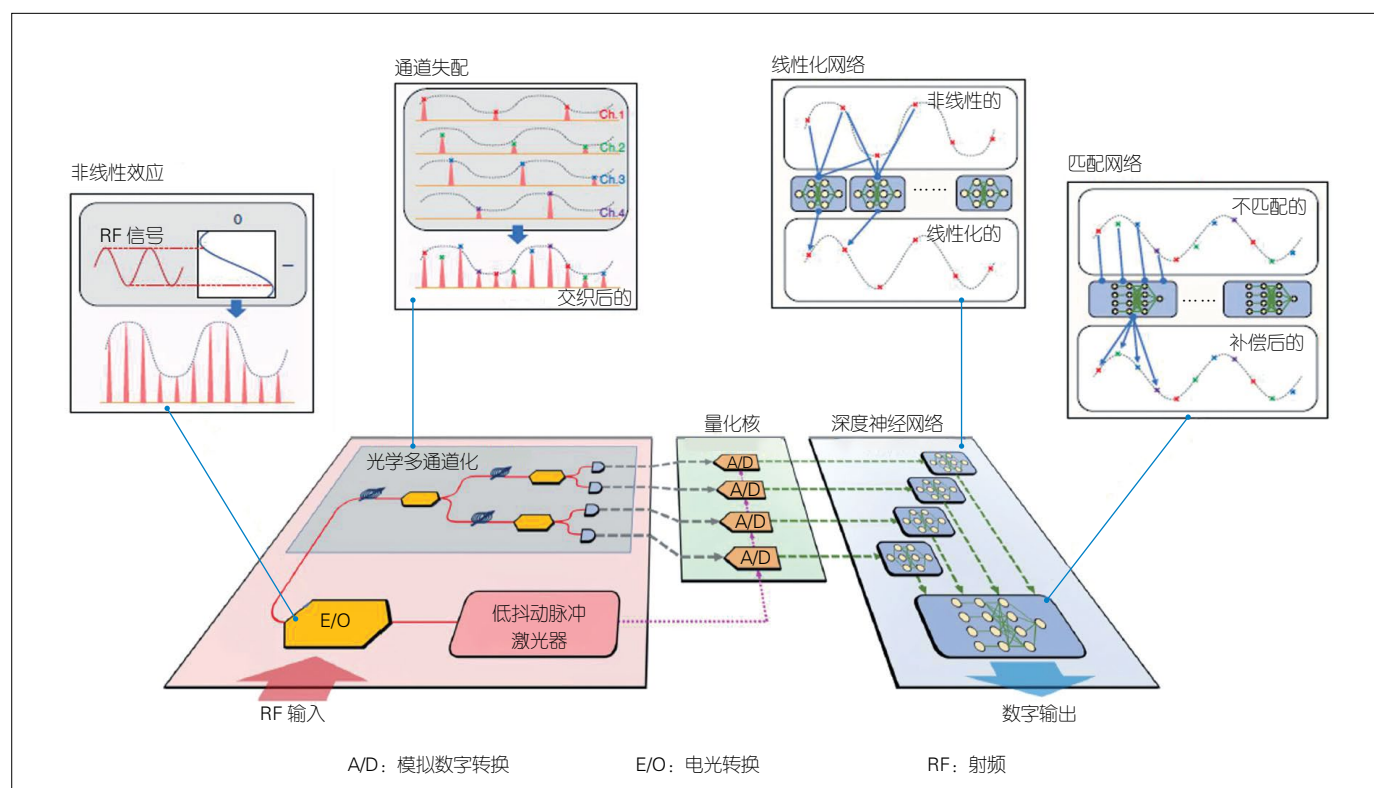 通道失配
Ch.1
Ch.2
Ch.3
Ch.4
交织后的
线性化网络
非线性的
……
线性化的
非线性效应
RF 信号
O
I
匹配网络
不匹配的
……
补偿后的
光学多通道化
量化核
深度神经网络
A/D
A/D
A/D
A/D
E/O
低抖动脉冲
激光器
RF 输入
数字输出
A/D：模拟数字转换
E/O：电光转换
RF：射频